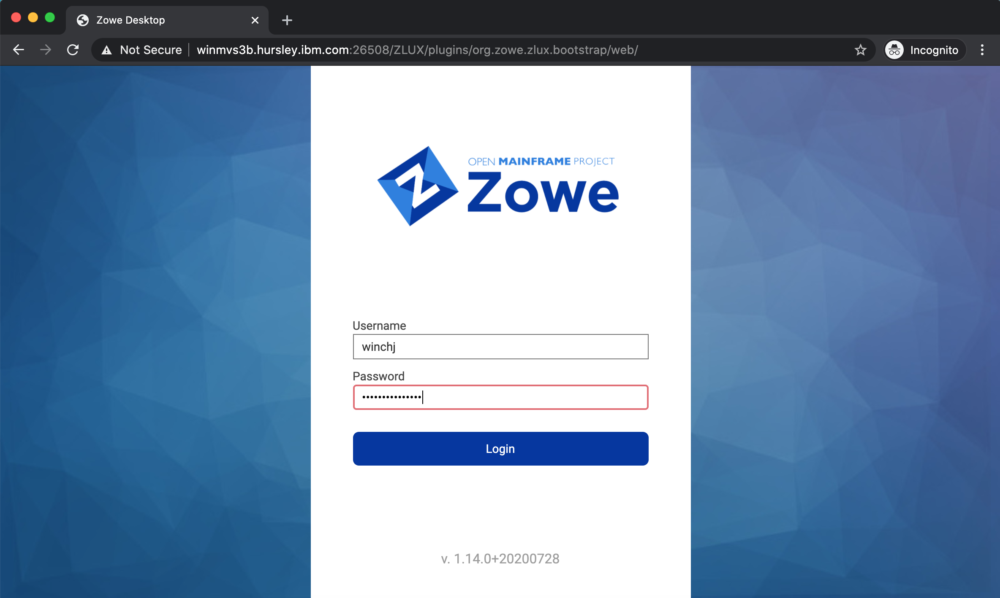 Zowe Desktop
Not Secure winmvs3b.hursley.ibm.com:26508/ZLUX/plugins/org.zowe.zlux.bootstrap/web/ Incognito
OPEN MAINFRAME PROJECT
Zowe
Username
winchj
Password
•••••••••••••••
Login
v. 1.14.0+20200728